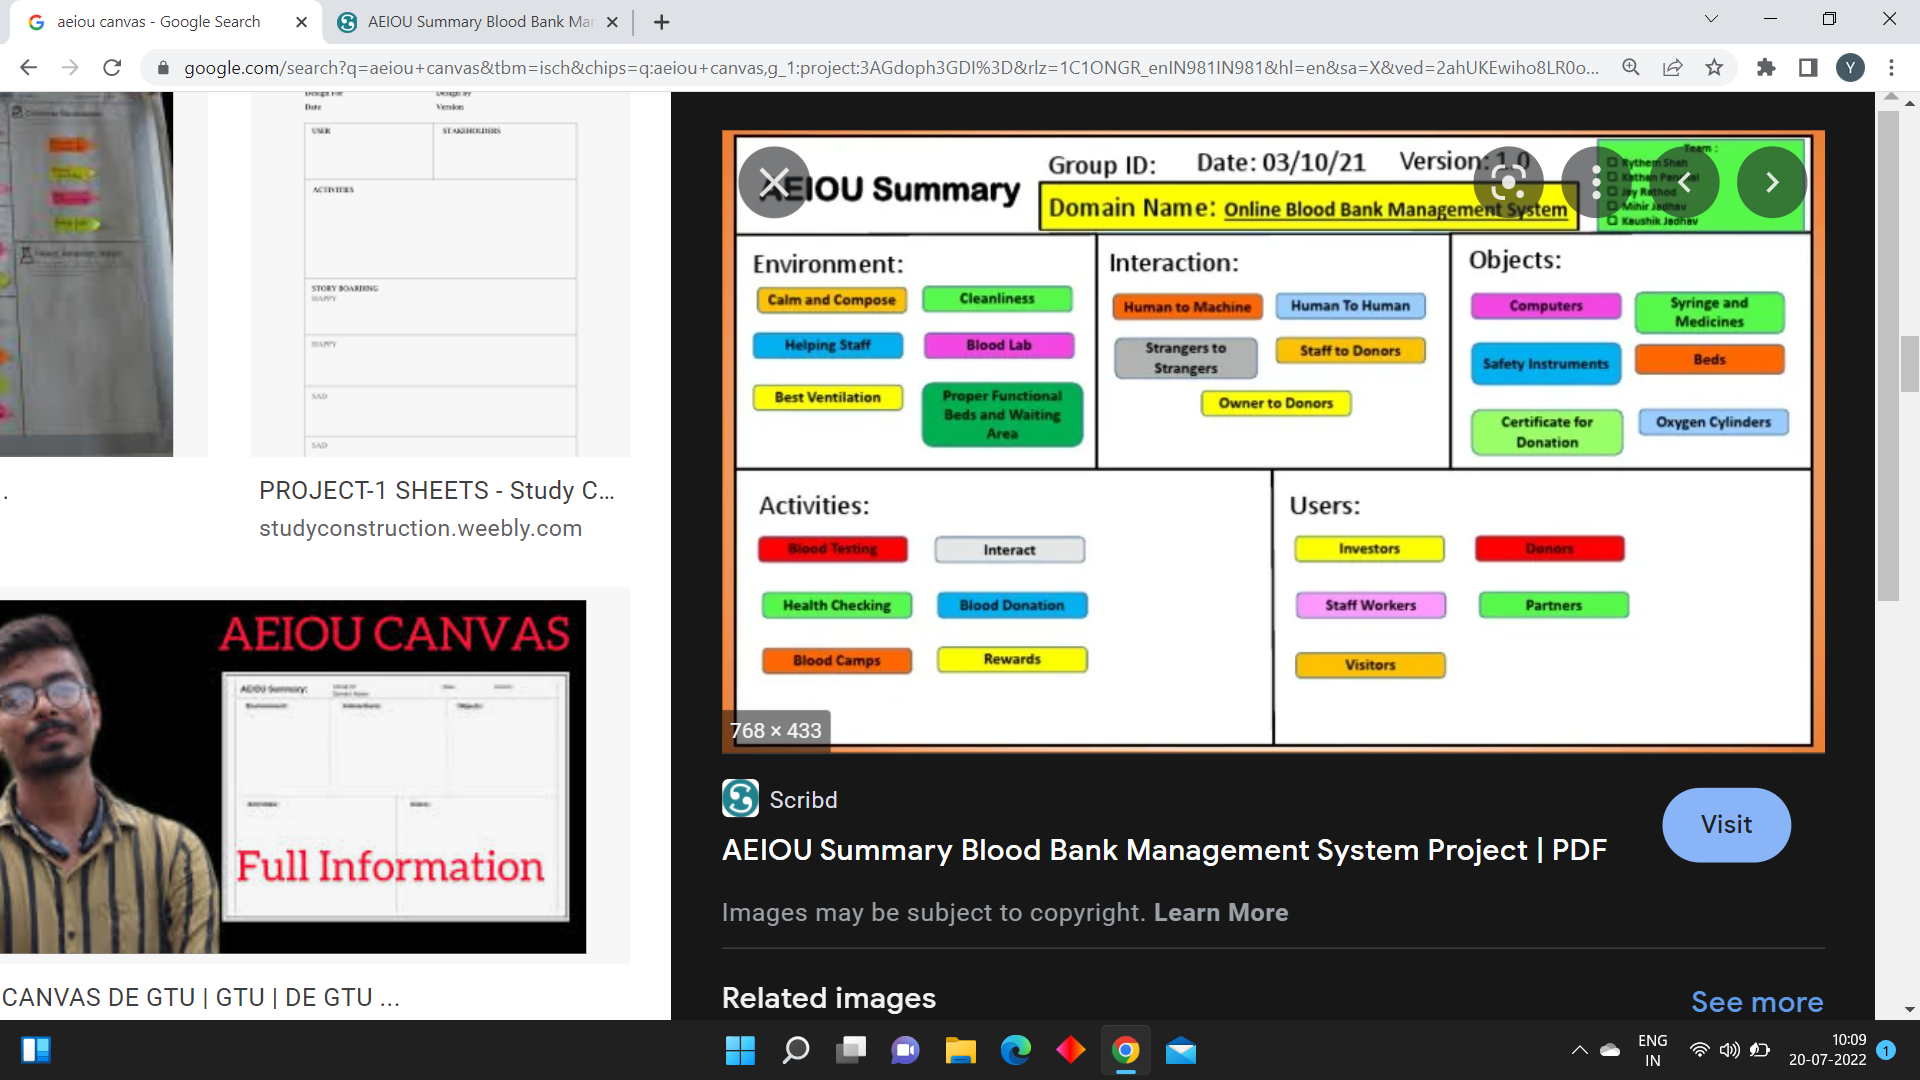 aeiou canvas - Google Search
AEIOU Summary Blood Bank Mar
google.com/search?q=aeiou+canvas&tbm=isch&chips=q:aeiou+canvas,g_1:project:3AGdoph3GDI%3D&rlz=1C1ONGR_enIN981IN981&hl=en&sa=X&ved=2ahUKEwiho8LR0o...
Y
Date
Version
USER
STAKEHOLDERS
ACTIVITIES
STORY BOARDING
HAPPY
HAPPY
SAD
SAD
PROJECT-1 SHEETS - Study C...
studyconstruction.weebly.com
AEIOU CANVAS
AEIOU Summary:
Full Information
CANVAS DE GTU | GTU | DE GTU ...
AEIOU Summary
Group ID:
Date: 03/10/21
Version: 1.0
Domain Name: Online Blood Bank Management System
Team :
Rythem Shah
Kathan
Jay Rathod
Mihir Jadhav
Kaushik Jadhav
Environment:
Calm and Compose
Cleanliness
Helping Staff
Blood Lab
Best Ventilation
Proper Functional
Beds and Waiting
Area
Interaction:
Human to Machine
Human To Human
Strangers to
Strangers
Staff to Donors
Owner to Donors
Objects:
Computers
Syringe and
Medicines
Safety Instruments
Beds
Certificate for
Donation
Oxygen Cylinders
Activities:
Blood Testing
Interact
Health Checking
Blood Donation
Blood Camps
Rewards
Users:
Investors
Donors
Staff Workers
Partners
Visitors
768 × 433
Scribd
AEIOU Summary Blood Bank Management System Project | PDF
Visit
Images may be subject to copyright. Learn More
Related images
See more
ENG
IN
10:09
20-07-2022
1